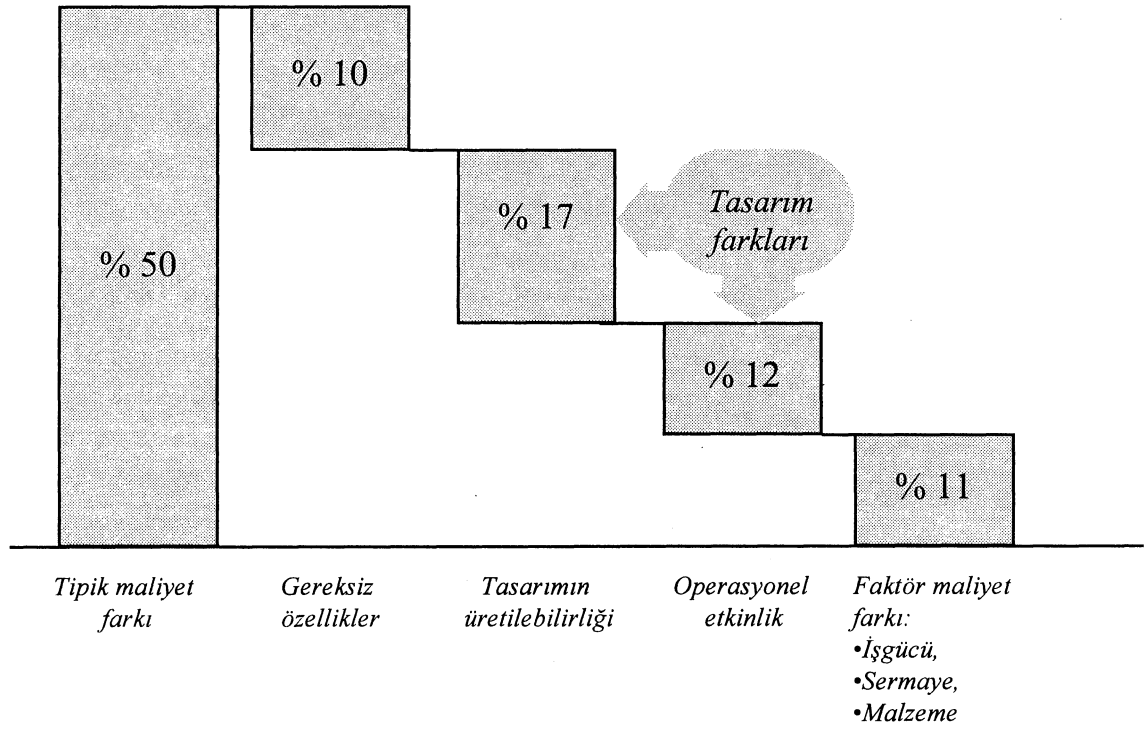 % 10
% 17
Tasarım
farkları
% 50
% 12
% 11
Tipik maliyet
farkı
Gereksiz
özellikler
Tasarımın
üretilebilirliği
Operasyonel
etkinlik
Faktör maliyet
farkı:
•İşgücü,
•Sermaye,
•Malzeme